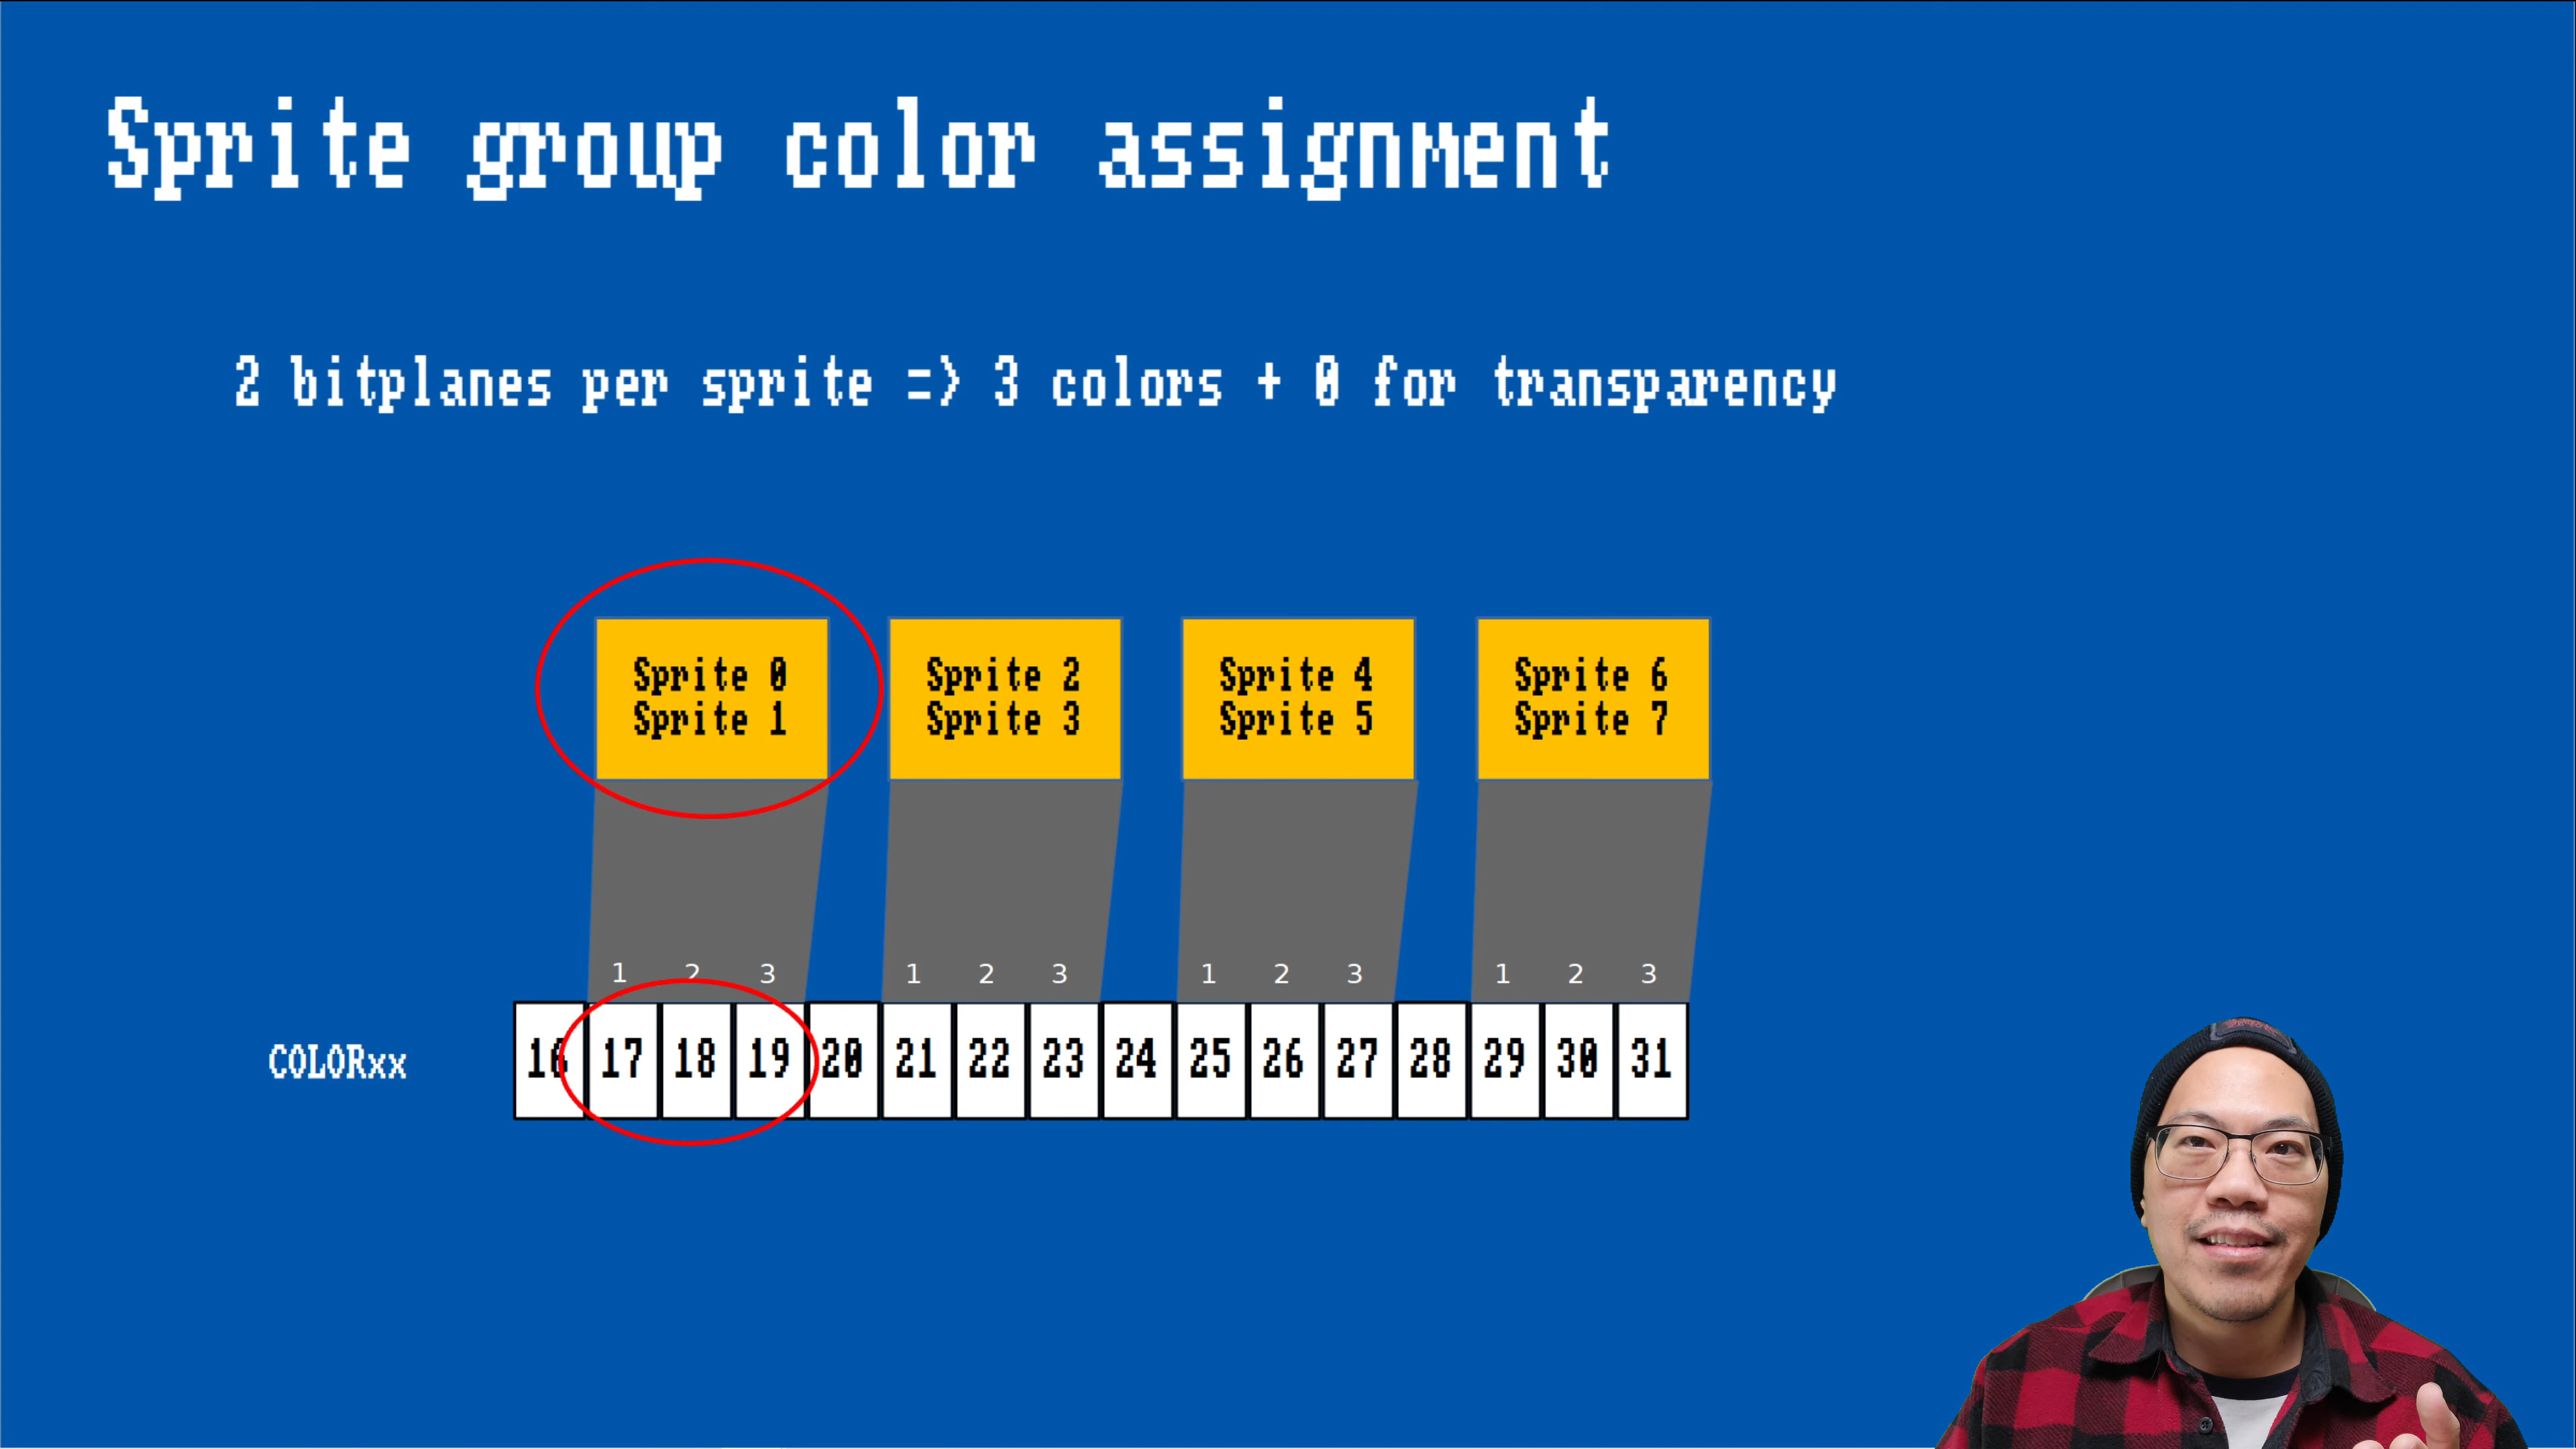 Sprite group color assignment
2 bitplanes per sprite => 3 colors + 0 for transparency
Sprite 0
Sprite 1
Sprite 2
Sprite 3
Sprite 4
Sprite 5
Sprite 6
Sprite 7
1 2 3 1 2 3 1 2 3 1 2 3
COLORxx 16 17 18 19 20 21 22 23 24 25 26 27 28 29 30 31